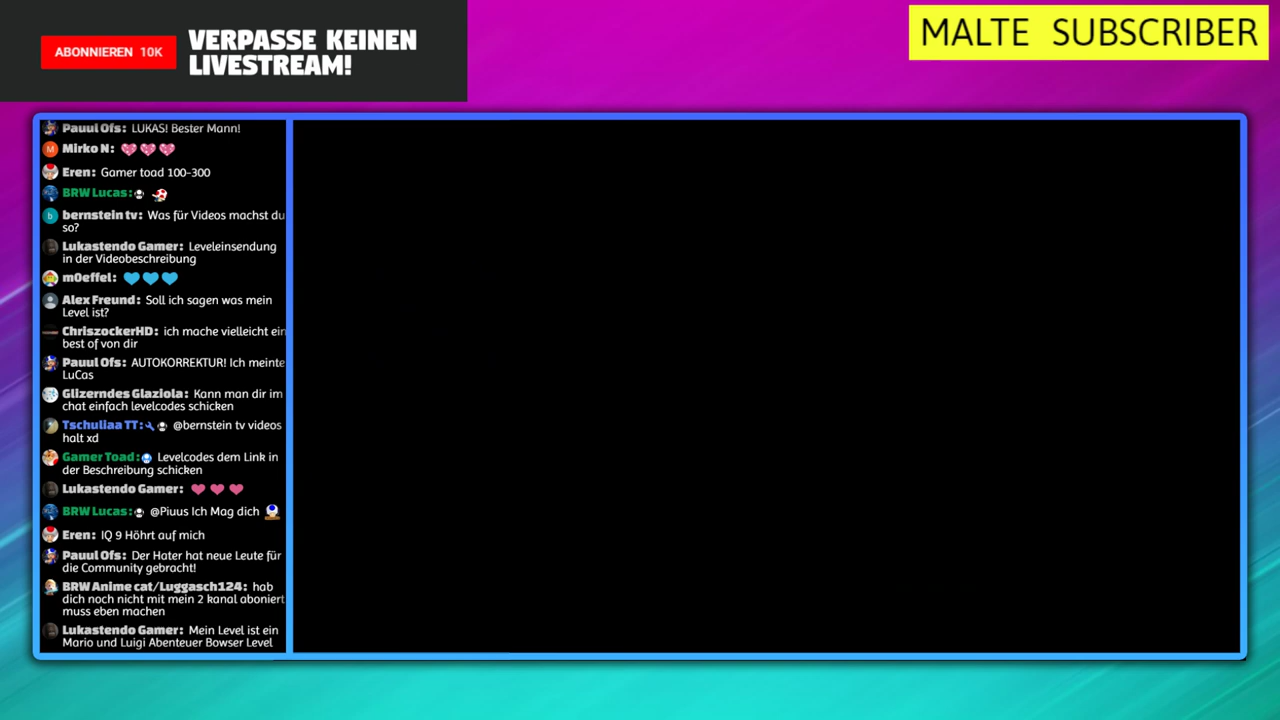 ABONNIEREN 10K
VERPASSE KEINEN
LIVESTREAM!
MALTE SUBSCRIBER
Pauul Ofs: LUKAS! Bester Mann!
Mirko N:
Eren: Gamer toad 100-300
BRW Lucas:
bernstein tv: Was für Videos machst du
so?
Lukastendo Gamer: Leveleinsendung
in der Videobeschreibung
m0effel:
Alex Freund: Soll ich sagen was mein
Level ist?
ChriszockerHD: ich mache vielleicht ein
best of von dir
Pauul Ofs: AUTOKORREKTUR! Ich meinte
LuCas
Glizerndes Glaziola: Kann man dir im
chat einfach levelcodes schicken
Tschuliaa TT: @bernstein tv videos
halt xd
Gamer Toad: Levelcodes dem Link in
der Beschreibung schicken
Lukastendo Gamer:
BRW Lucas: @Piuus Ich Mag dich
Eren: IQ 9 Höhrt auf mich
Pauul Ofs: Der Hater hat neue Leute für
die Community gebracht!
BRW Anime cat/Luggasch124: hab
dich noch nicht mit mein 2 kanal aboniert
muss eben machen
Lukastendo Gamer: Mein Level ist ein
Mario und Luigi Abenteuer Bowser Level